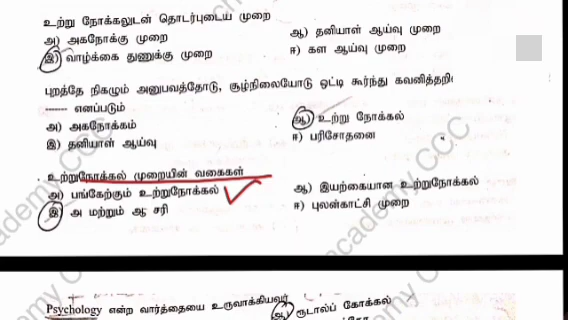 உற்று நோக்கலுடன் தொடர்புடைய முறை
அ) அகநோக்கு முறை ஆ) தனியாள் ஆய்வு முறை
இ) வாழ்க்கை துணுக்கு முறை ஈ) கள ஆய்வு முறை
புறத்தே நிகழும் அனுபவத்தோடு, சூழ்நிலையோடு ஒட்டி கூர்ந்து கவனித்தறி
------- எனப்படும்
அ) அகநோக்கம் ஆ) உற்று நோக்கல்
இ) தனியாள் ஆய்வு ஈ) பரிசோதனை
உற்றுநோக்கல் முறையின் வகைகள்
அ) பங்கேற்கும் உற்றுநோக்கல் ஆ) இயற்கையான உற்றுநோக்கல்
இ) அ மற்றும் ஆ சரி ஈ) புலன்காட்சி முறை
Psychology என்ற வார்த்தையை உருவாக்கியவர்
ஆ) ருடால்ப் கோக்கல்